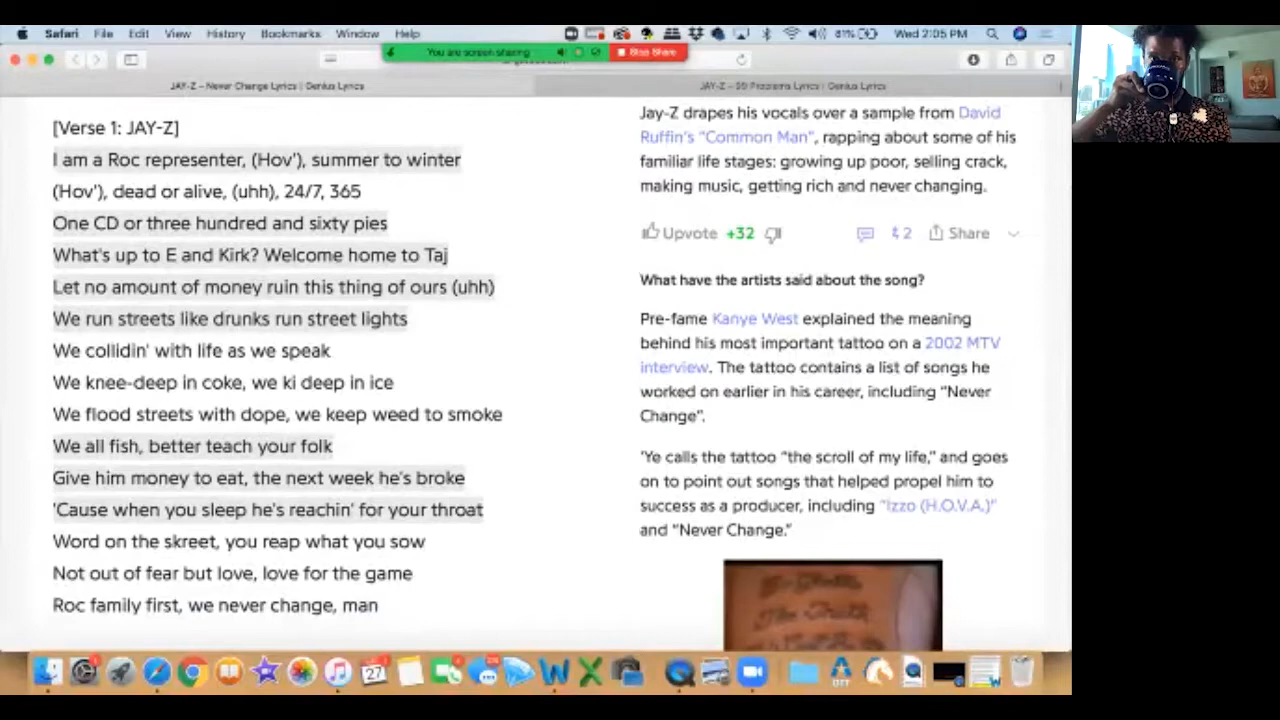 Safari File Edit View History Bookmarks Window Help
81% Wed 2:05 PM
You are screen sharing
Stop Share
JAY-Z – Never Change Lyrics | Genius Lyrics
JAY-Z – 99 Problems Lyrics | Genius Lyrics
[Verse 1: JAY-Z]
I am a Roc representer, (Hov'), summer to winter
(Hov'), dead or alive, (uhh), 24/7, 365
One CD or three hundred and sixty pies
What's up to E and Kirk? Welcome home to Taj
Let no amount of money ruin this thing of ours (uhh)
We run streets like drunks run street lights
We collidin' with life as we speak
We knee-deep in coke, we ki deep in ice
We flood streets with dope, we keep weed to smoke
We all fish, better teach your folk
Give him money to eat, the next week he's broke
'Cause when you sleep he's reachin' for your throat
Word on the skreet, you reap what you sow
Not out of fear but love, love for the game
Roc family first, we never change, man
Jay-Z drapes his vocals over a sample from David
Ruffin's "Common Man", rapping about some of his
familiar life stages: growing up poor, selling crack,
making music, getting rich and never changing.
Upvote +32
2 Share
What have the artists said about the song?
Pre-fame Kanye West explained the meaning
behind his most important tattoo on a 2002 MTV
interview. The tattoo contains a list of songs he
worked on earlier in his career, including “Never
Change”.
'Ye calls the tattoo “the scroll of my life,” and goes
on to point out songs that helped propel him to
success as a producer, including “Izzo (H.O.V.A.)”
and “Never Change.”
The Truth
27